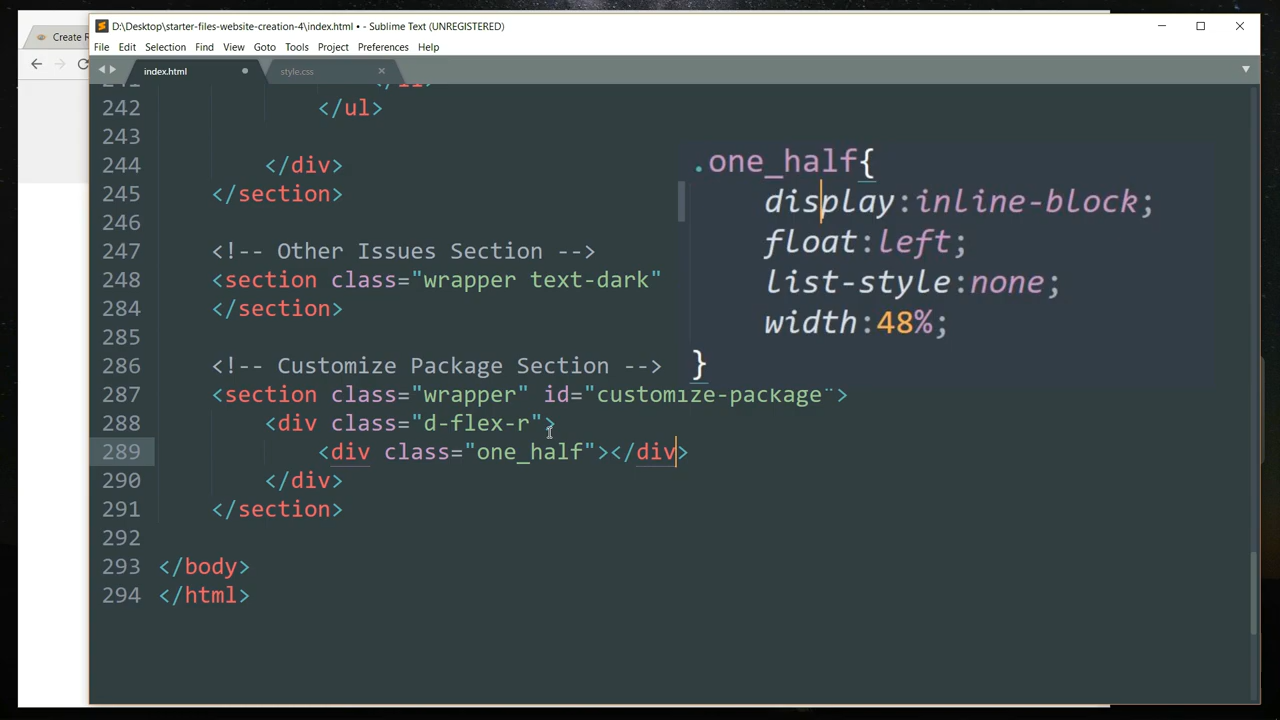 D:\Desktop\starter-files-website-creation-4\index.html • - Sublime Text (UNREGISTERED)
Create R
File Edit Selection Find View Goto Tools Project Preferences Help
index.html style.css
241 </li>
242 </ul>
243
244 </div>
245 </section>
246
247 <!-- Other Issues Section -->
248 <section class="wrapper text-dark"
284 </section>
285
286 <!-- Customize Package Section -->
287 <section class="wrapper" id="customize-package">
288 <div class="d-flex-r">
289 <div class="one_half"></div>
290 </div>
291 </section>
292
293 </body>
294 </html>
.one_half{
display:inline-block;
float:left;
list-style:none;
width:48%;
}